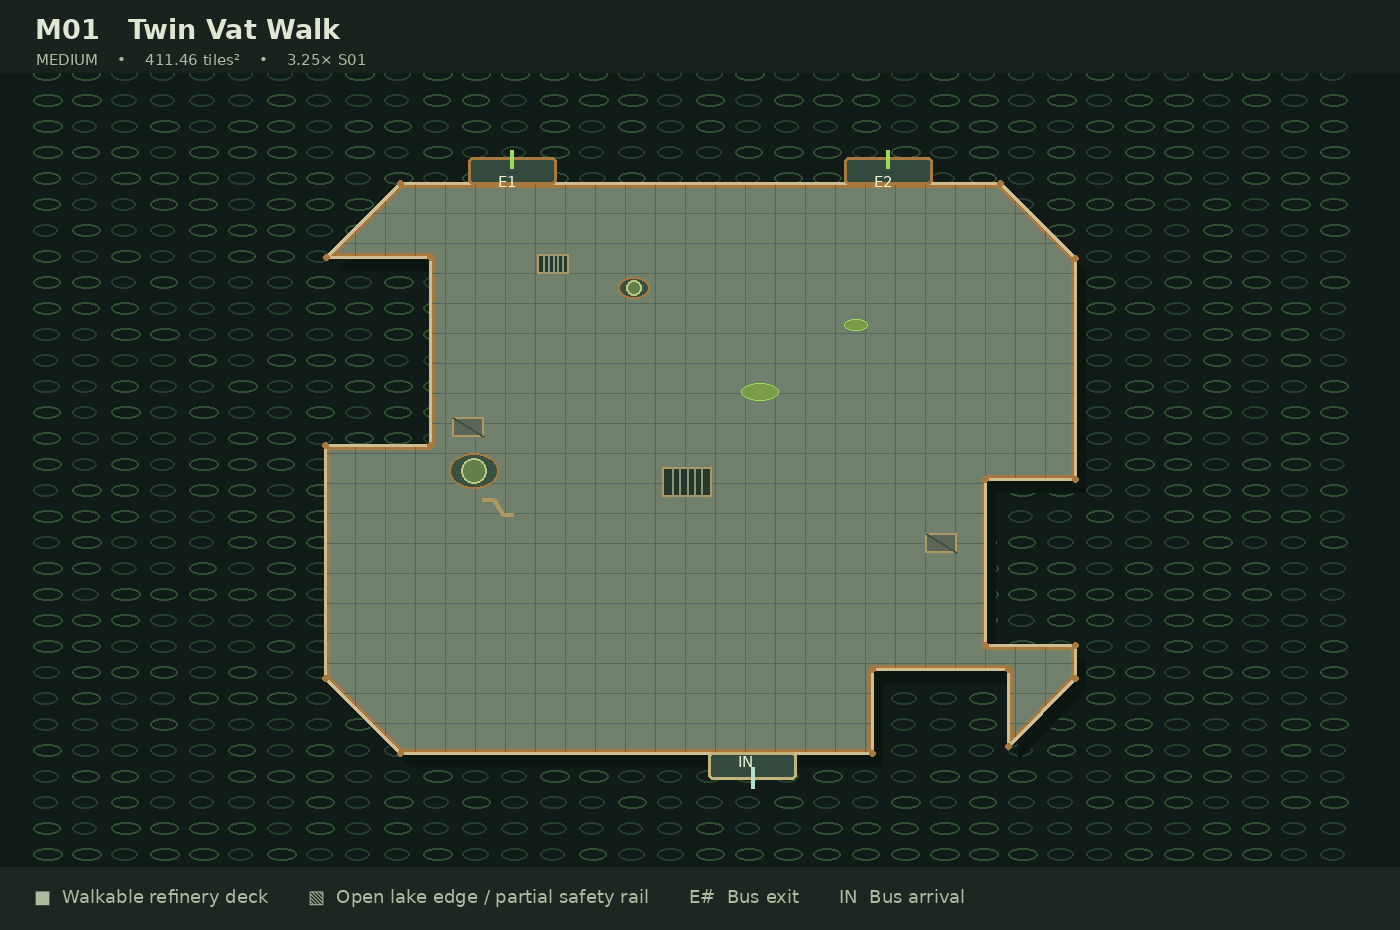 M01 Twin Vat Walk
MEDIUM • 411.46 tiles² • 3.25× S01
E1 E2
IN
Walkable refinery deck Open lake edge / partial safety rail E# Bus exit IN Bus arrival